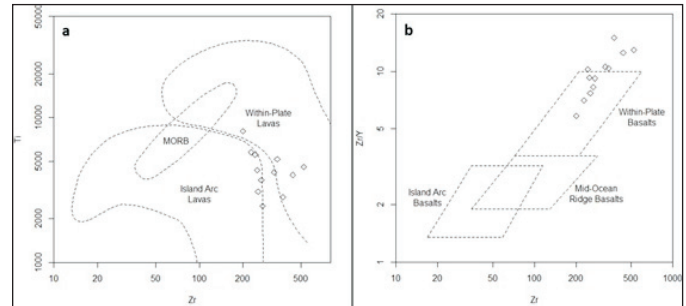 a
50000
20000
10000
5000
2000
1000
Ti
Within-Plate
Lavas
MORB
Island Arc
Lavas
10
50
100
200
500
Zr
b
20
10
5
2
1
Zr/Y
Within-Plate
Basalts
Island Arc
Basalts
Mid-Ocean
Ridge Basalts
10
20
50
100
200
500
1000
Zr